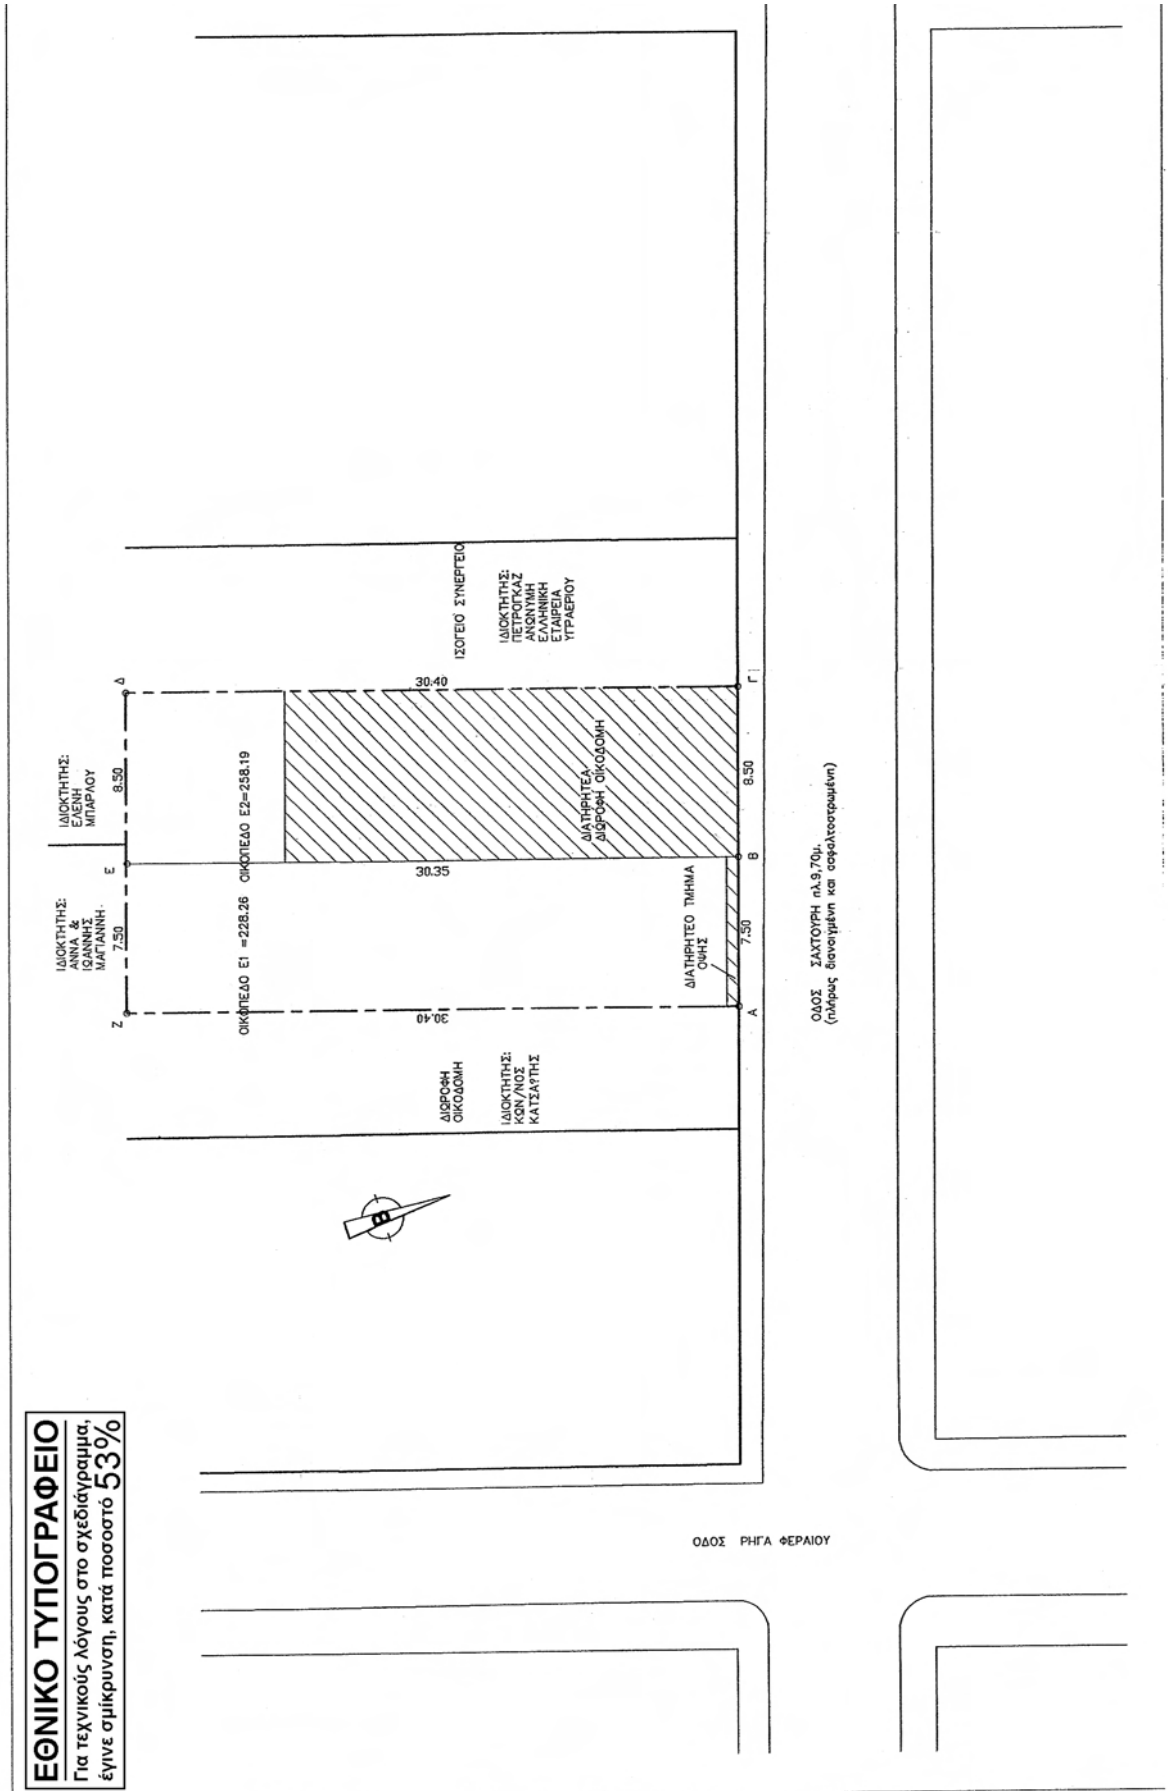 ΕΘΝΙΚΟ ΤΥΠΟΓΡΑΦΕΙΟ
Για τεχνικούς λόγους στο σχεδιάγραμμα,
έγινε σμίκρυνση, κατά ποσοστό 53%
ΙΔΙΟΚΤΗΤΗΣ:
ΑΝΝΑ &
ΙΩΑΝΝΗΣ
ΜΑΓΙΑΝΝΗ
ΙΔΙΟΚΤΗΤΗΣ:
ΕΛΕΝΗ
ΜΠΑΡΛΟΥ
Ζ
7.50
Ε
8.50
Δ
ΟΙΚΟΠΕΔΟ Ε1 =228.26
ΟΙΚΟΠΕΔΟ Ε2=258.19
30.40
30.35
30.40
ΔΙΩΡΟΦΗ
ΟΙΚΟΔΟΜΗ
ΙΔΙΟΚΤΗΤΗΣ:
ΚΩΝ/ΝΟΣ
ΚΑΤΣΑ?ΤΗΣ
ΙΣΟΓΕΙΟ ΣΥΝΕΡΓΕΙΟ
ΙΔΙΟΚΤΗΤΗΣ:
ΠΕΤΡΟΓΚΑΖ
ΑΝΩΝΥΜΗ
ΕΛΛΗΝΙΚΗ
ΕΤΑΙΡΕΙΑ
ΥΓΡΑΕΡΙΟΥ
Β
ΔΙΑΤΗΡΗΤΕΑ
ΔΙΩΡΟΦΗ ΟΙΚΟΔΟΜΗ
ΔΙΑΤΗΡΗΤΕΟ ΤΜΗΜΑ
ΟΨΗΣ
Α
7.50
Β
8.50
Γ
ΟΔΟΣ ΣΑΧΤΟΥΡΗ πλ.9,70μ.
(πλήρως διανοιγμένη και ασφαλτοστρωμένη)
ΟΔΟΣ ΡΗΓΑ ΦΕΡΑΙΟΥ